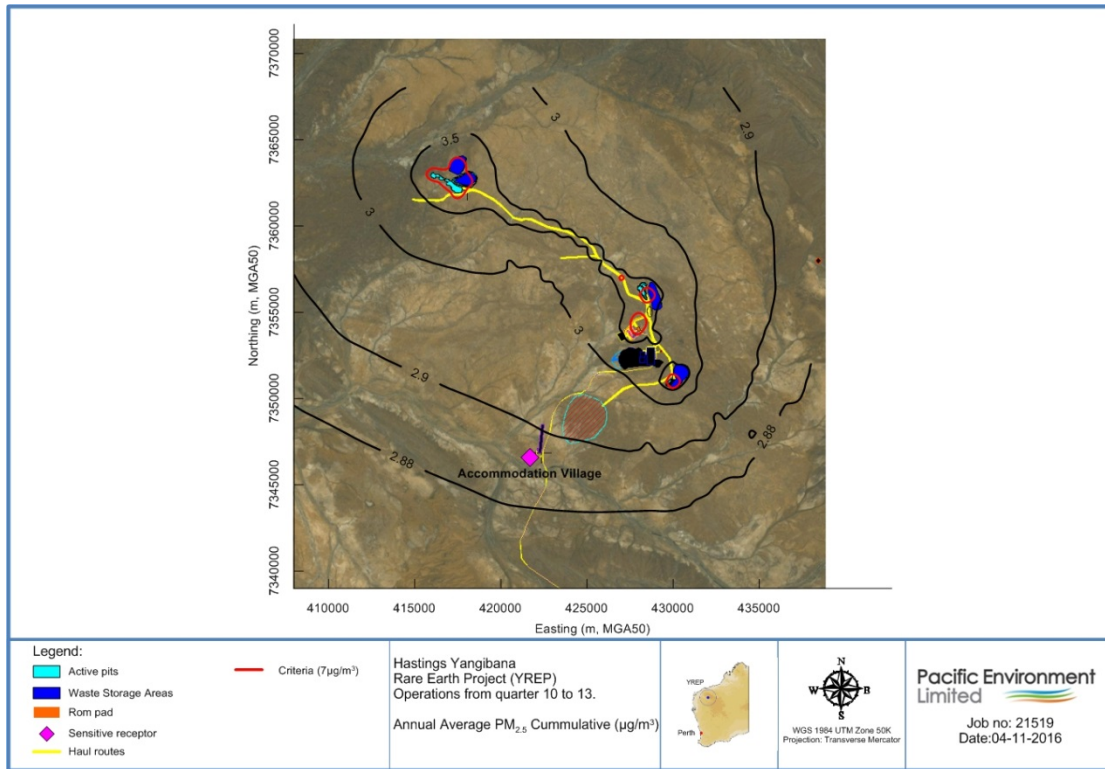 7370000
7365000
7360000
7355000
7350000
7345000
7340000
Northing (m, MGA50)
2.9
3
3.5
3
3
2.9
2.88
2.88
Accommodation Village
410000 415000 420000 425000 430000 435000
Easting (m, MGA50)
Legend:
Active pits
Waste Storage Areas
Rom pad
Sensitive receptor
Haul routes
Criteria (7µg/m³)
Hastings Yangibana
Rare Earth Project (YREP)
Operations from quarter 10 to 13.
Annual Average PM2.5 Cummulative (µg/m³)
YREP
Perth
N
W B
S
WGS 1984 UTM Zone 50K
Projection: Transverse Mercator
Pacific Environment
Limited
Job no: 21519
Date:04-11-2016